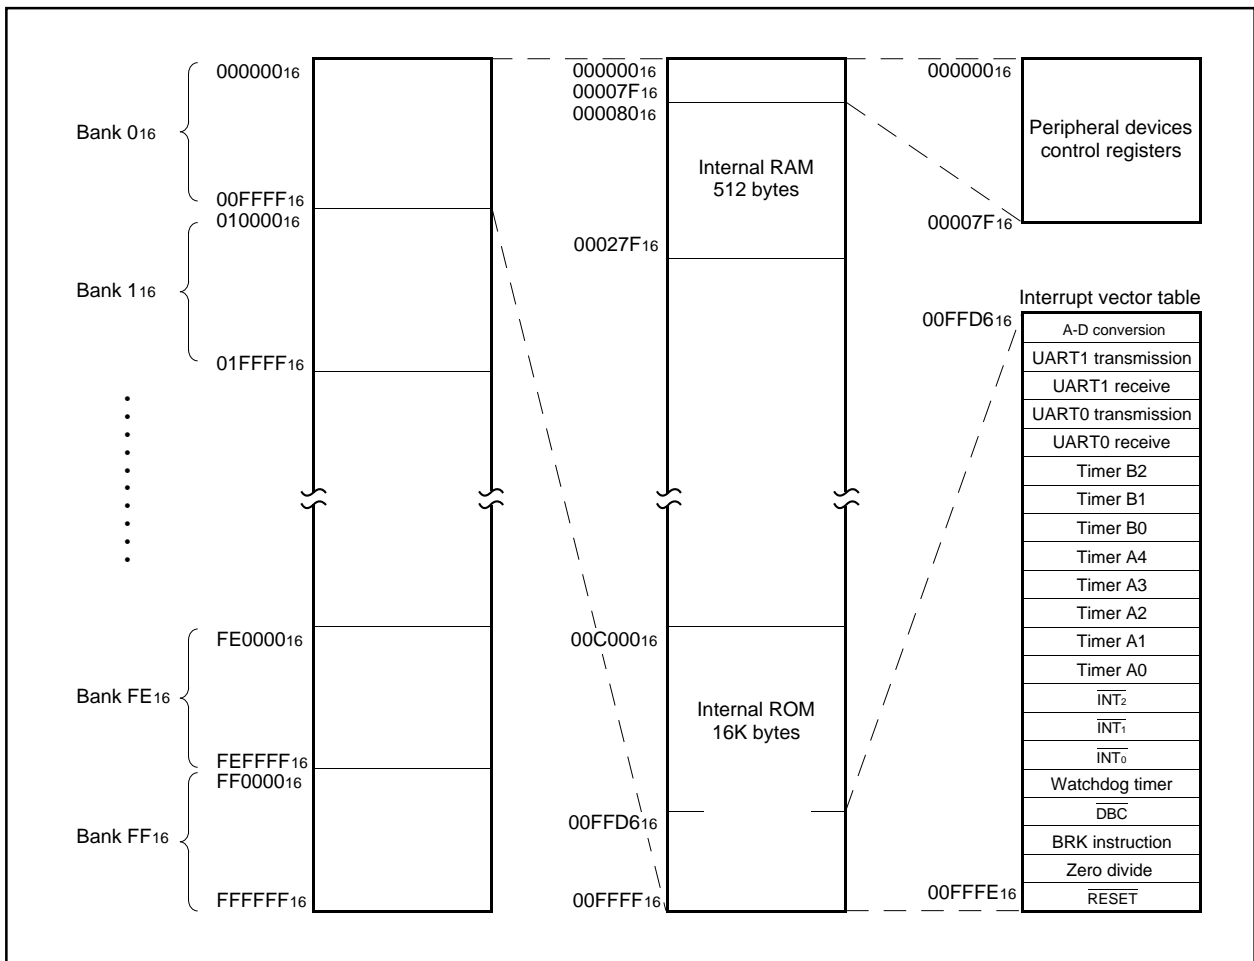 000000₁₆
Bank 0₁₆
00FFFF₁₆
010000₁₆
Bank 1₁₆
01FFFF₁₆
FE0000₁₆
Bank FE₁₆
FEFFFF₁₆
FF0000₁₆
Bank FF₁₆
FFFFFF₁₆
000000₁₆
00007F₁₆
000080₁₆
Internal RAM
512 bytes
00027F₁₆
00C000₁₆
Internal ROM
16K bytes
00FFD6₁₆
00FFFF₁₆
000000₁₆
Peripheral devices
control registers
00007F₁₆
Interrupt vector table
00FFD6₁₆
A-D conversion
UART1 transmission
UART1 receive
UART0 transmission
UART0 receive
Timer B2
Timer B1
Timer B0
Timer A4
Timer A3
Timer A2
Timer A1
Timer A0
INT₂
INT₁
INT₀
Watchdog timer
DBC
BRK instruction
Zero divide
00FFFE₁₆
RESET